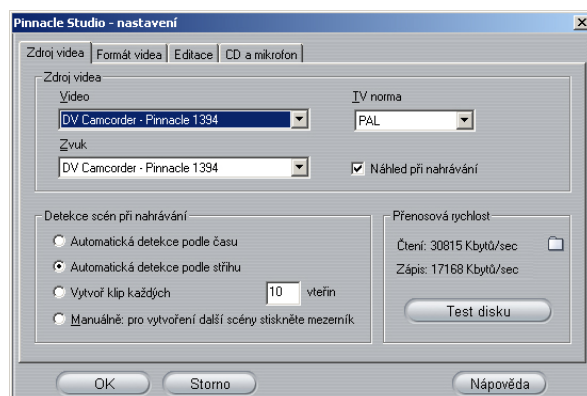 Pinnacle Studio - nastavení
Zdroj videa
Formát videa
Editace
CD a mikrofon
Zdroj videa
Video
TV norma
DV Camcorder - Pinnacle 1394
PAL
Zvuk
DV Camcorder - Pinnacle 1394
Náhled při nahrávání
Detekce scén při nahrávání
Automatická detekce podle času
Automatická detekce podle střihu
Vytvoř klip každých 10 vteřin
Manuálně: pro vytvoření další scény stiskněte mezerník
Přenosová rychlost
Čtení: 30815 Kbytů/sec
Zápis: 17168 Kbytů/sec
Test disku
OK
Storno
Nápověda